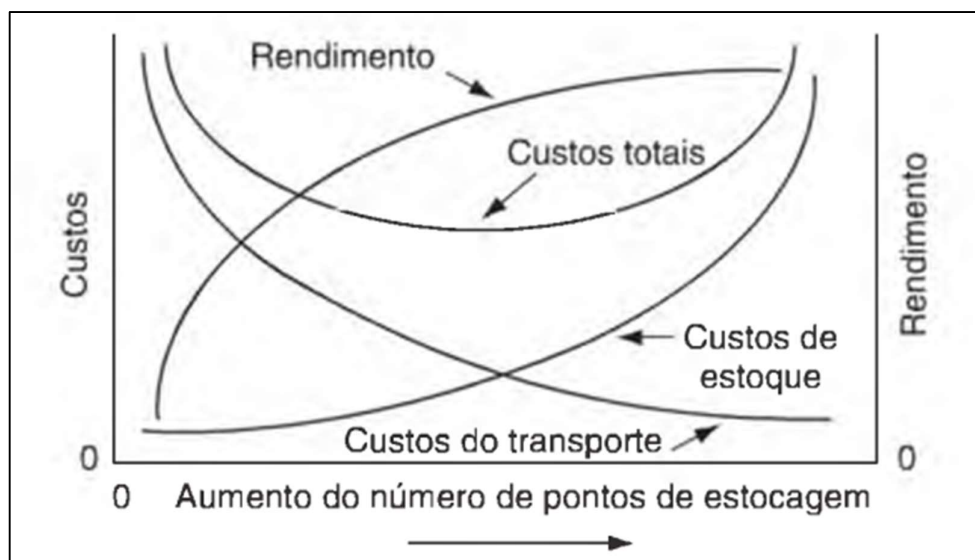 Rendimento
Custos totais
Custos
Rendimento
Custos de
estoque
Custos do transporte
0
0
0
Aumento do número de pontos de estocagem